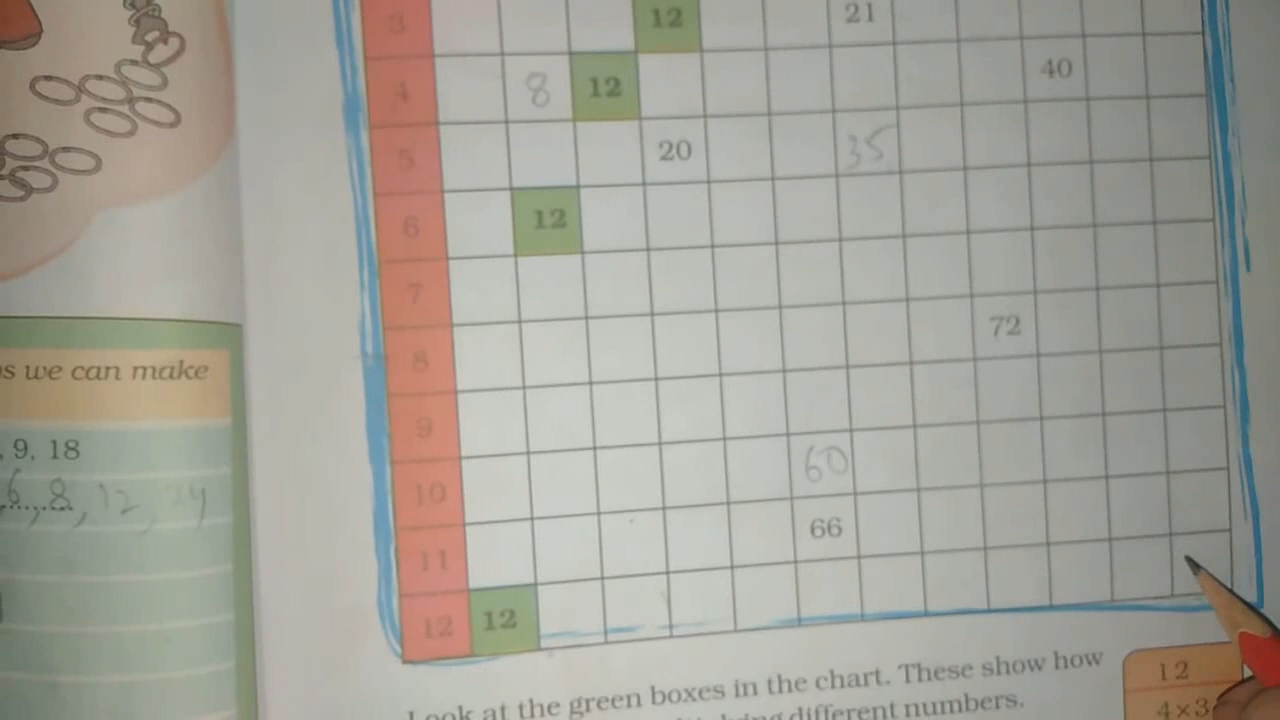 3 12 21
4 8 12 40
5 20 35
6 12
7
8 72
9
10 60
11 66
12 12
s we can make
, 9, 18
6, 8, 12, 24
Look at the green boxes in the chart. These show how
different numbers.
12
4×3